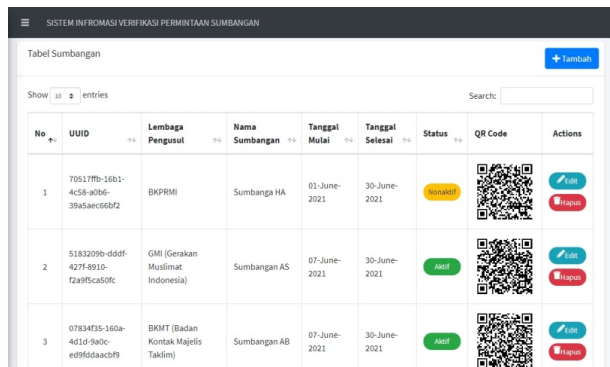 SISTEM INFROMASI VERIFIKASI PERMINTAAN SUMBANGAN
Tabel Sumbangan
+ Tambah
Show 10 entries
Search:
No UUID Lembaga Pengusul Nama Sumbangan Tanggal Mulai Tanggal Selesai Status QR Code Actions
70517ffb-16b1-
1 4c58-a0b6- BKPRMI Sumbanga HA 01-June-2021 30-June-2021 Nonaktif Edit Hapus
39a5aec66bf2
5183209b-dddf-
2 427f-8910- GMI (Gerakan Muslimat Indonesia) Sumbangan AS 07-June-2021 30-June-2021 Aktif Edit Hapus
f2a9f5ca50fc
07834f35-160a-
3 4d1d-9a0c- BKMT (Badan Kontak Majelis Taklim) Sumbangan AB 07-June-2021 30-June-2021 Aktif Edit Hapus
ed9fddaacbf9